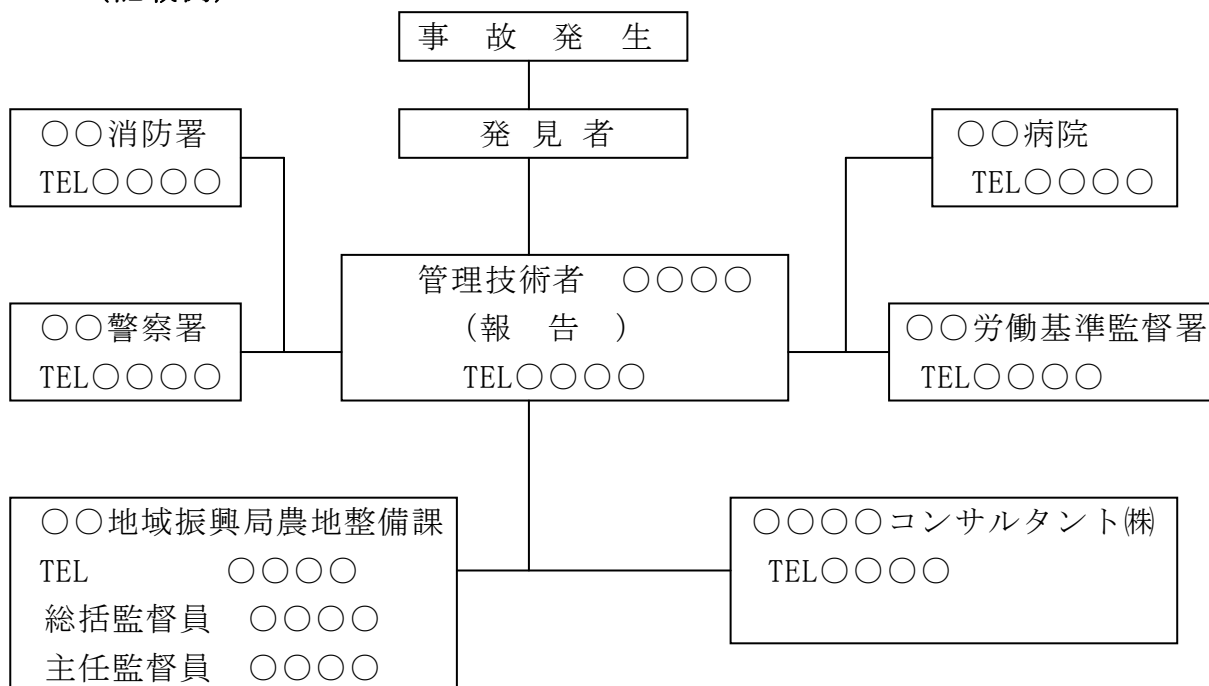 事 故 発 生
発 見 者
○○消防署
TEL○○○○
○○病院
TEL○○○○
管理技術者 ○○○○
（報 告 ）
TEL○○○○
○○警察署
TEL○○○○
○○労働基準監督署
TEL○○○○
○○地域振興局農地整備課
TEL ○○○○
総括監督員 ○○○○
主任監督員 ○○○○
○○○○コンサルタント㈱
TEL○○○○